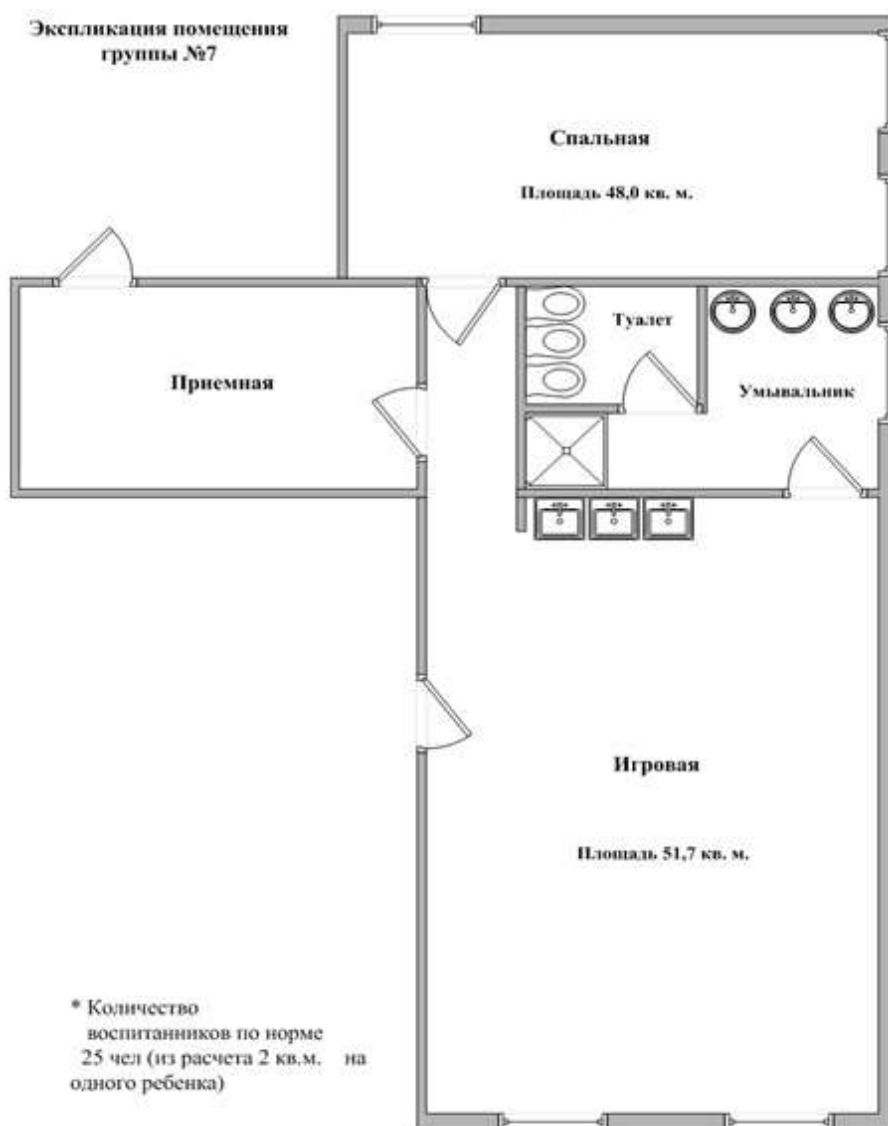 Экспликация помещения
группы №7
Спальная
Площадь 48,0 кв. м.
Туалет
Приемная
Умывальник
Игровая
Площадь 51,7 кв. м.
* Количество
воспитанников по норме
25 чел (из расчета 2 кв.м. на
одного ребенка)